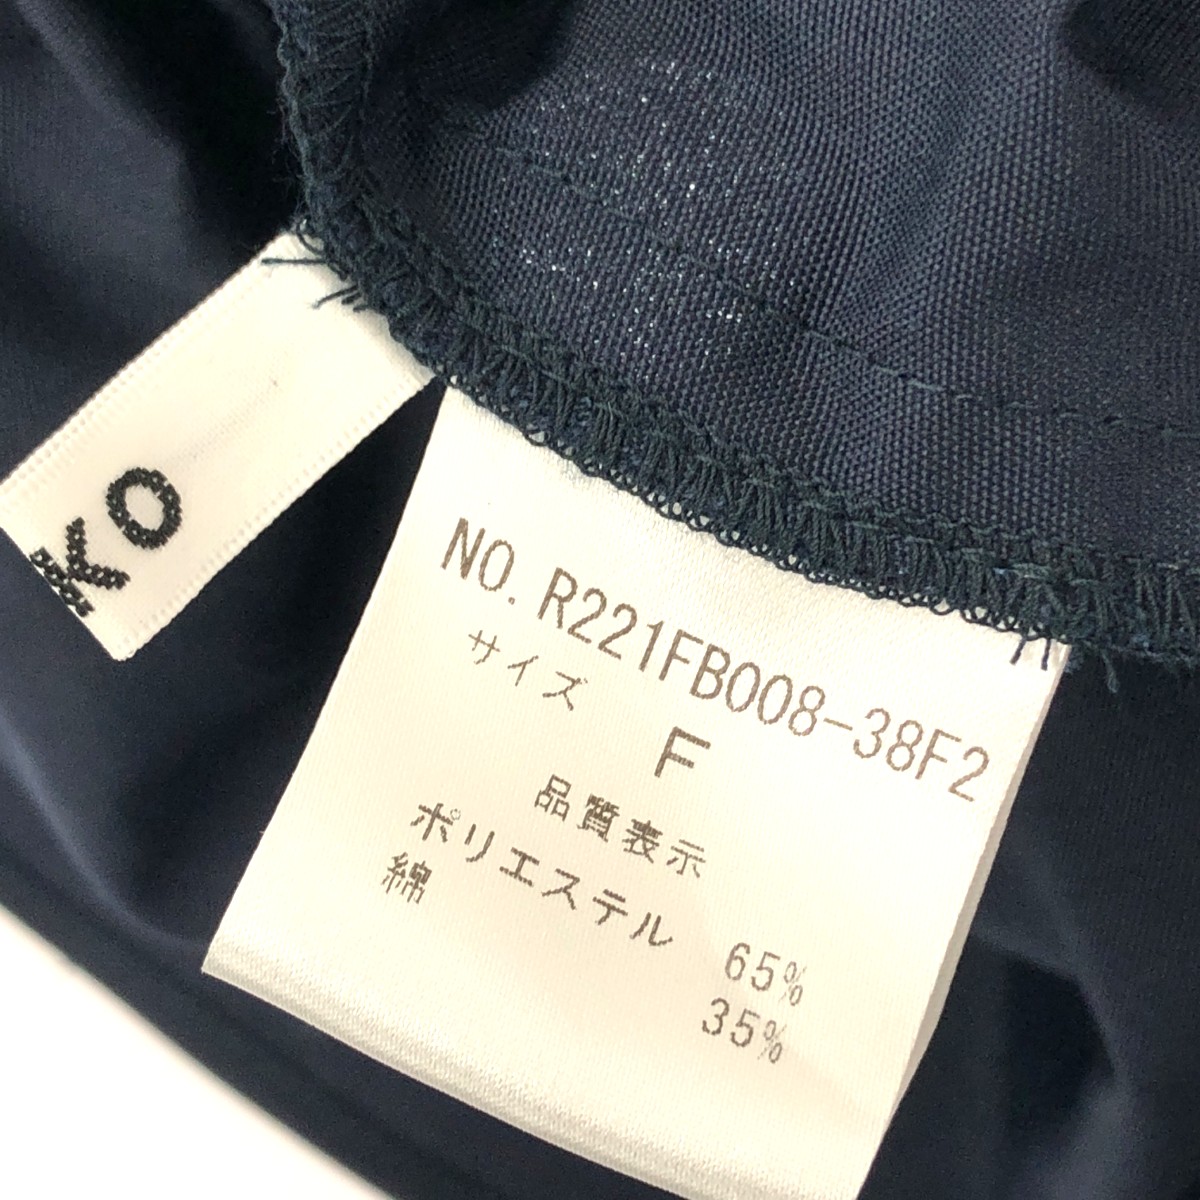 KO
NO. R221FB008-38F2
サイズ
F
品質表示
ポリエステル 65%
綿 35%